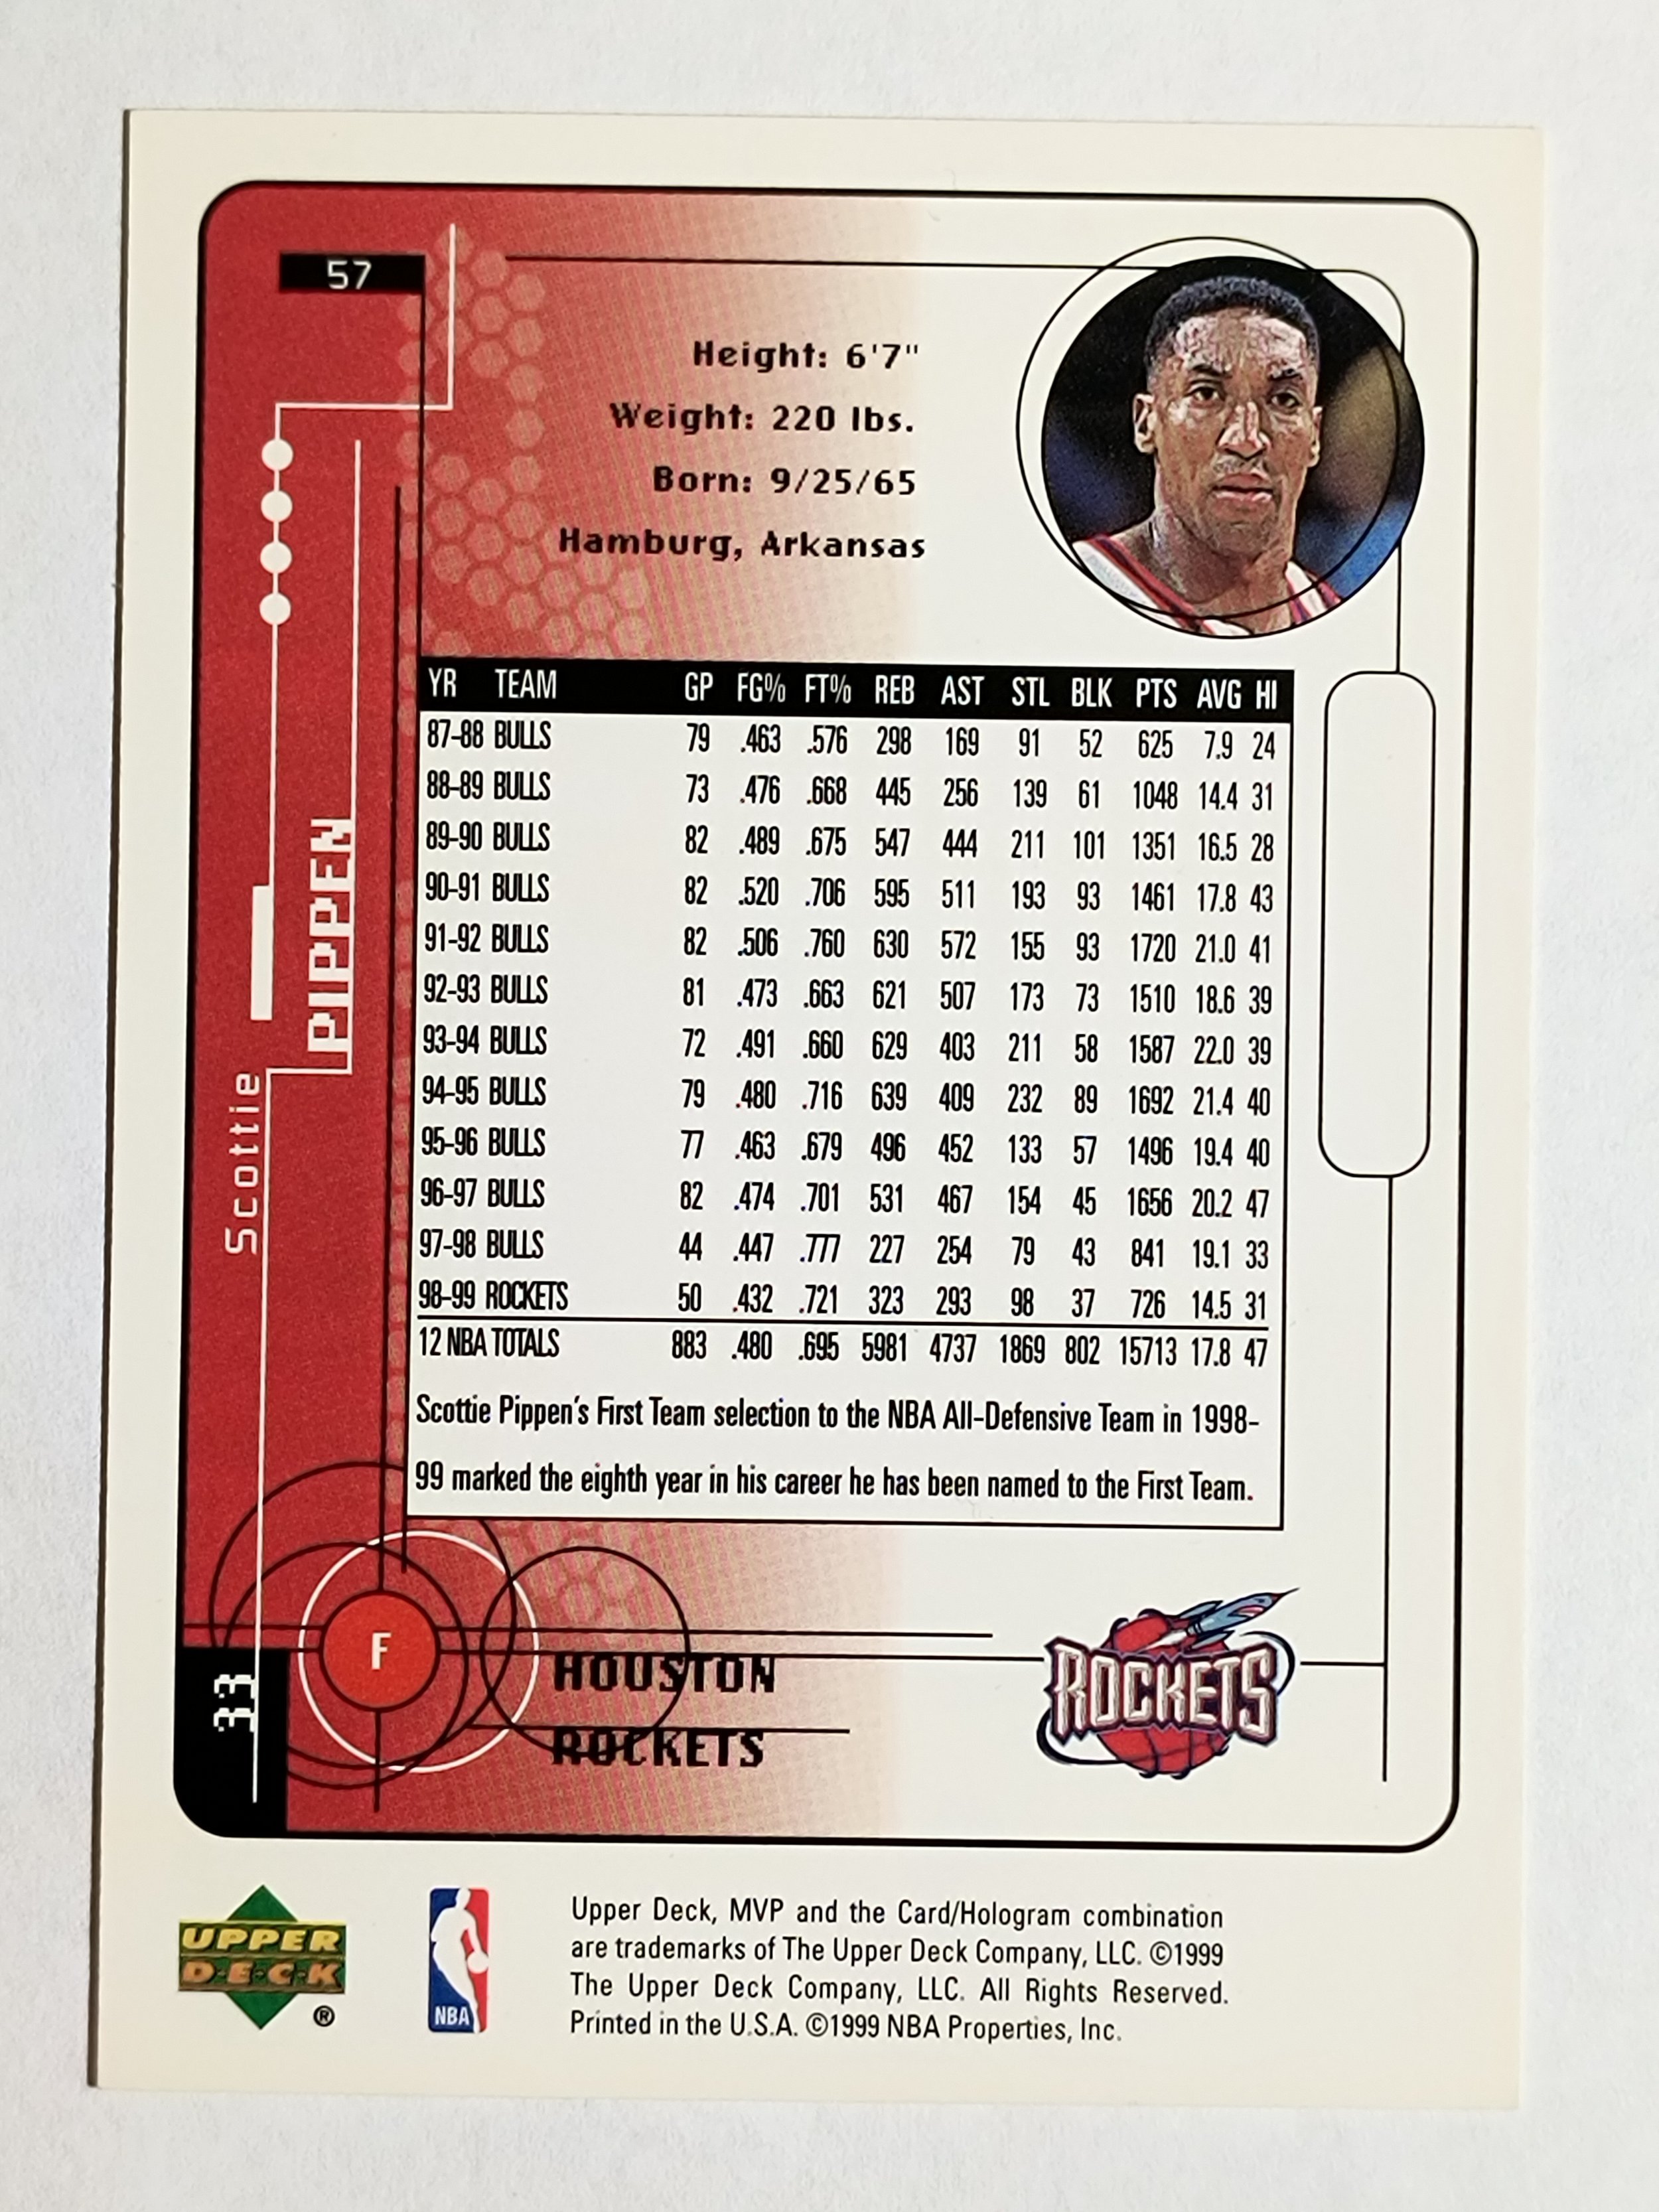 57
Height: 6'7"
Weight: 220 lbs.
Born: 9/25/65
Hamburg, Arkansas
Scottie
PIPPEN
YR TEAM GP FG% FT% REB AST STL BLK PTS AVG HI
87-88 BULLS 79 .463 .576 298 169 91 52 625 7.9 24
88-89 BULLS 73 .476 .668 445 256 139 61 1048 14.4 31
89-90 BULLS 82 .489 .675 547 444 211 101 1351 16.5 28
90-91 BULLS 82 .520 .706 595 511 193 93 1461 17.8 43
91-92 BULLS 82 .506 .760 630 572 155 93 1720 21.0 41
92-93 BULLS 81 .473 .663 621 507 173 73 1510 18.6 39
93-94 BULLS 72 .491 .660 629 403 211 58 1587 22.0 39
94-95 BULLS 79 .480 .716 639 409 232 89 1692 21.4 40
95-96 BULLS 77 .463 .679 496 452 133 57 1496 19.4 40
96-97 BULLS 82 .474 .701 531 467 154 45 1656 20.2 47
97-98 BULLS 44 .447 .777 227 254 79 43 841 19.1 33
98-99 ROCKETS 50 .432 .721 323 293 98 37 726 14.5 31
12 NBA TOTALS 883 .480 .695 5981 4737 1869 802 15713 17.8 47
Scottie Pippen's First Team selection to the NBA All-Defensive Team in 1998-
99 marked the eighth year in his career he has been named to the First Team.
F
33
HOUSTON
ROCKETS
ROCKETS
UPPER
D·E·C·K
®
NBA
Upper Deck, MVP and the Card/Hologram combination
are trademarks of The Upper Deck Company, LLC. ©1999
The Upper Deck Company, LLC. All Rights Reserved.
Printed in the U.S.A. ©1999 NBA Properties, Inc.